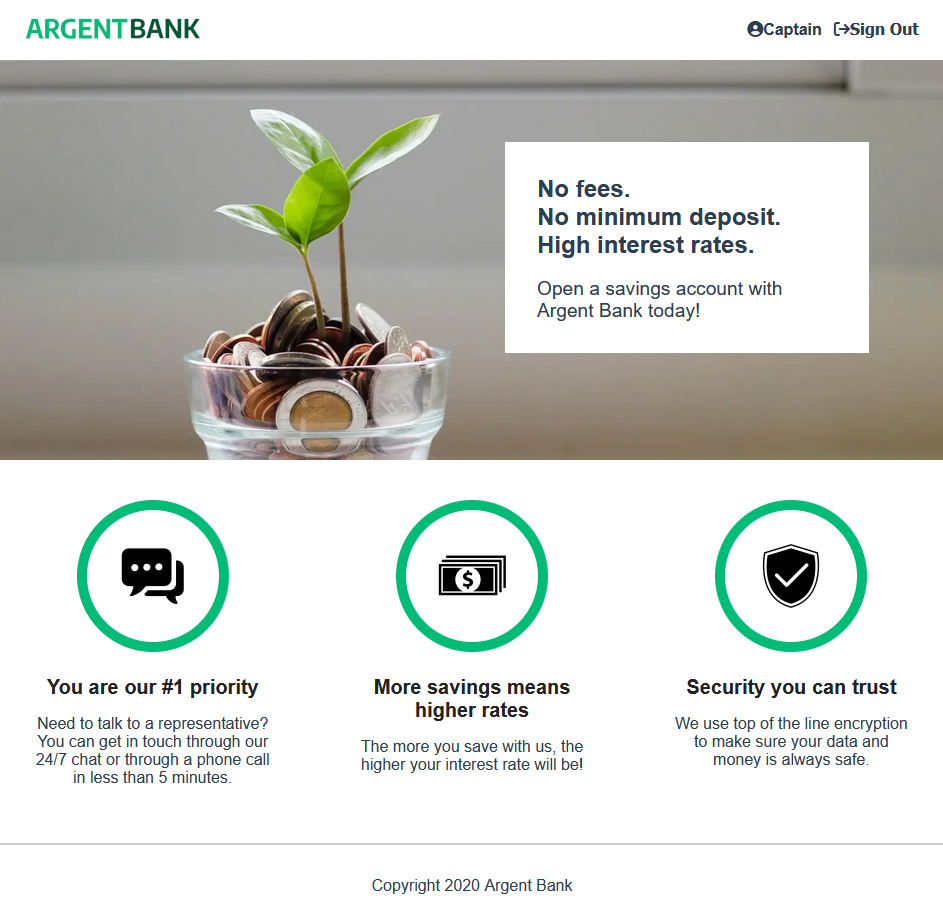 ARGENTBANK
Captain Sign Out
No fees.
No minimum deposit.
High interest rates.
Open a savings account with
Argent Bank today!
$
You are our #1 priority
Need to talk to a representative?
You can get in touch through our
24/7 chat or through a phone call
in less than 5 minutes.
More savings means
higher rates
The more you save with us, the
higher your interest rate will be!
Security you can trust
We use top of the line encryption
to make sure your data and
money is always safe.
Copyright 2020 Argent Bank